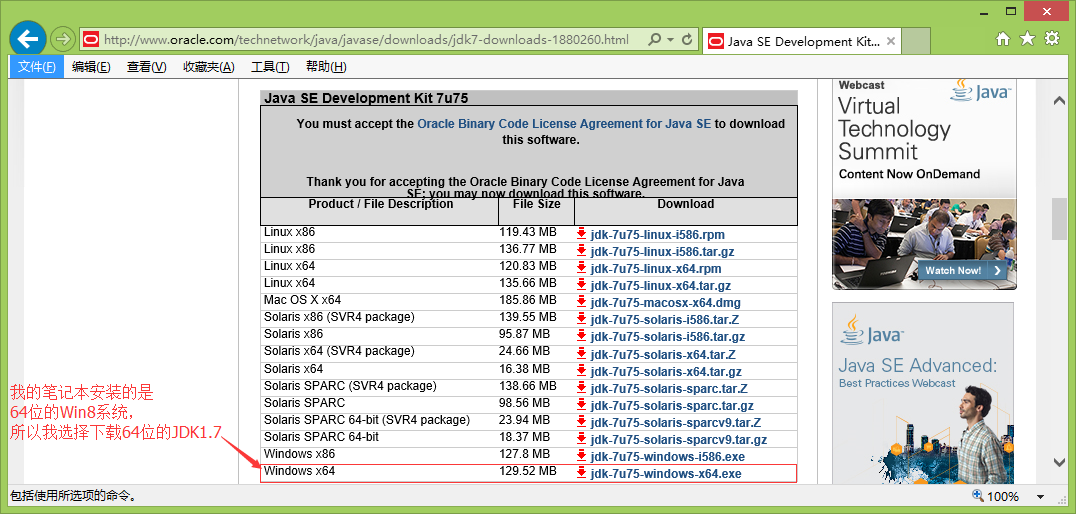 http://www.oracle.com/technetwork/java/javase/downloads/jdk7-downloads-1880260.html
Java SE Development Kit...
文件(F) 编辑(E) 查看(V) 收藏夹(A) 工具(T) 帮助(H)
Java SE Development Kit 7u75
You must accept the Oracle Binary Code License Agreement for Java SE to download
this software.
Thank you for accepting the Oracle Binary Code License Agreement for Java
SE; you may now download this software.
Product / File Description File Size Download
Linux x86 119.43 MB jdk-7u75-linux-i586.rpm
Linux x86 136.77 MB jdk-7u75-linux-i586.tar.gz
Linux x64 120.83 MB jdk-7u75-linux-x64.rpm
Linux x64 135.66 MB jdk-7u75-linux-x64.tar.gz
Mac OS X x64 185.86 MB jdk-7u75-macosx-x64.dmg
Solaris x86 (SVR4 package) 139.55 MB jdk-7u75-solaris-i586.tar.Z
Solaris x86 95.87 MB jdk-7u75-solaris-i586.tar.gz
Solaris x64 (SVR4 package) 24.66 MB jdk-7u75-solaris-x64.tar.Z
Solaris x64 16.38 MB jdk-7u75-solaris-x64.tar.gz
Solaris SPARC (SVR4 package) 138.66 MB jdk-7u75-solaris-sparc.tar.Z
Solaris SPARC 98.56 MB jdk-7u75-solaris-sparc.tar.gz
Solaris SPARC 64-bit (SVR4 package) 23.94 MB jdk-7u75-solaris-sparcv9.tar.Z
Solaris SPARC 64-bit 18.37 MB jdk-7u75-solaris-sparcv9.tar.gz
Windows x86 127.8 MB jdk-7u75-windows-i586.exe
Windows x64 129.52 MB jdk-7u75-windows-x64.exe
我的笔记本安装的是
64位的Win8系统，
所以我选择下载64位的JDK1.7
Webcast
Java
Virtual
Technology
Summit
Content Now OnDemand
Watch Now!
Java
Java SE Advanced:
Best Practices Webcast
包括使用所选项的命令。
100%